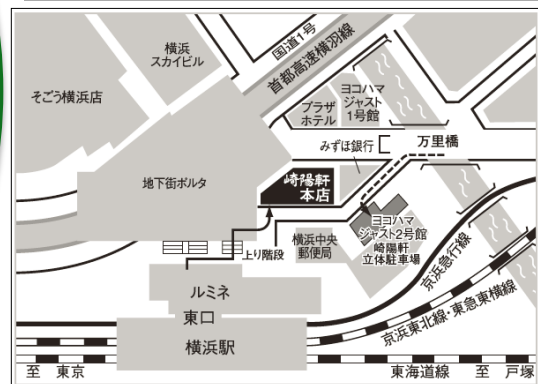 国道1号
首都高速横羽線
横浜
スカイビル
そごう横浜店
プラザ
ホテル
ヨコハマ
ジャスト
1号館
みずほ銀行
万里橋
地下街ポルタ
崎陽軒
本店
上り階段
横浜中央
郵便局
ヨコハマ
ジャスト2号館
崎陽軒
立体駐車場
ルミネ
東口
横浜駅
京浜急行線
京浜東北線・東急東横線
至 東京
東海道線
至 戸塚